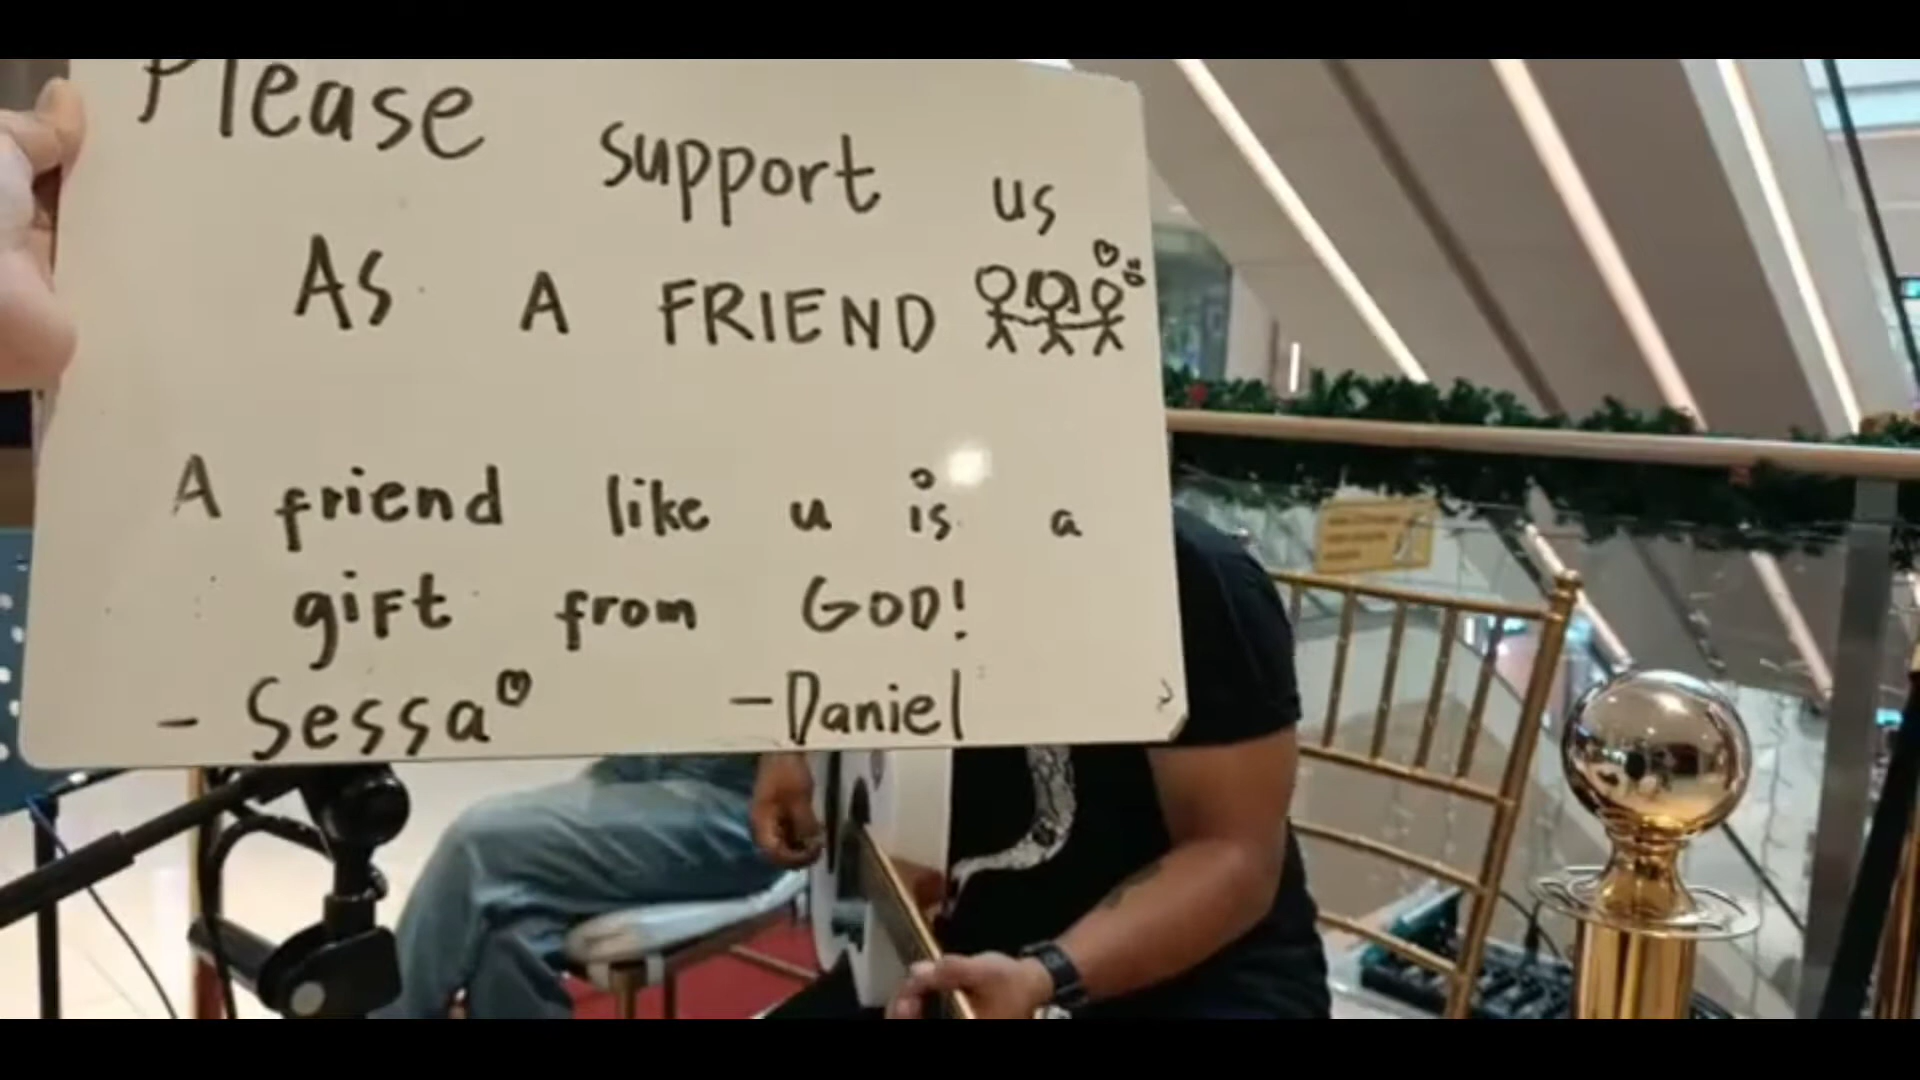 Please support us
AS A FRIEND
A friend like u is a
giFt from GOD!
- Sessa
- Daniel